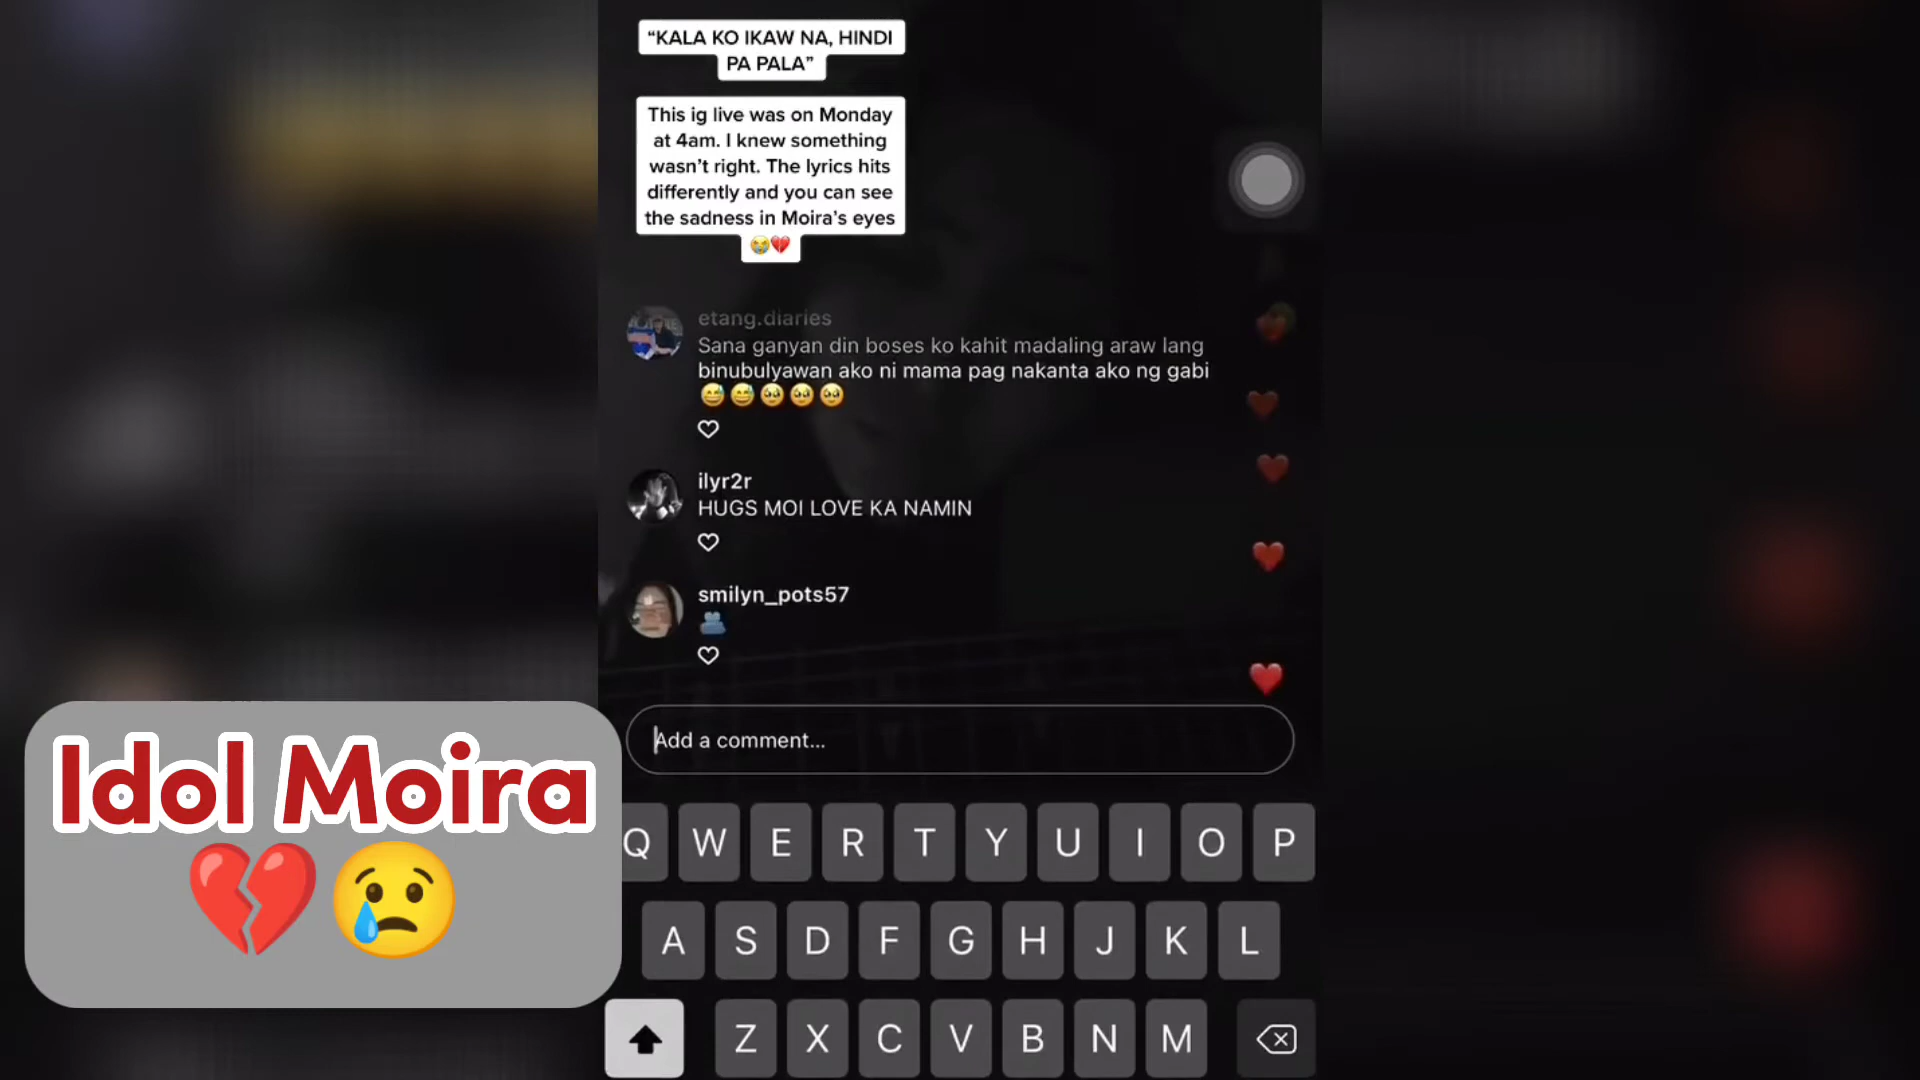 “KALA KO IKAW NA, HINDI
PA PALA”
This ig live was on Monday
at 4am. I knew something
wasn’t right. The lyrics hits
differently and you can see
the sadness in Moira’s eyes
😭💔
etang.diaries
Sana ganyan din boses ko kahit madaling araw lang
binubulyawan ako ni mama pag nakanta ako ng gabi
😅😅🥹🥹🥹
ilyr2r
HUGS MOI LOVE KA NAMIN
smilyn_pots57
🫂
Add a comment...
Idol Moira
💔😢
Q W E R T Y U I O P
A S D F G H J K L
Z X C V B N M